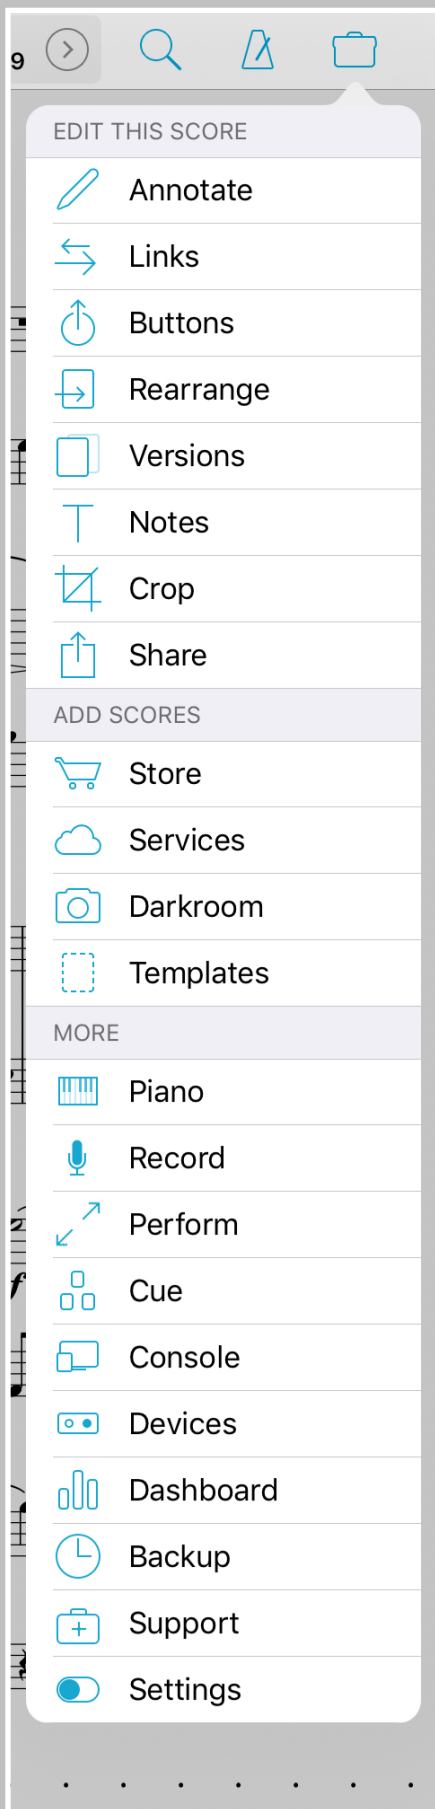 9
EDIT THIS SCORE
Annotate
Links
Buttons
Rearrange
Versions
Notes
Crop
Share
ADD SCORES
Store
Services
Darkroom
Templates
MORE
Piano
Record
Perform
Cue
Console
Devices
Dashboard
Backup
Support
Settings